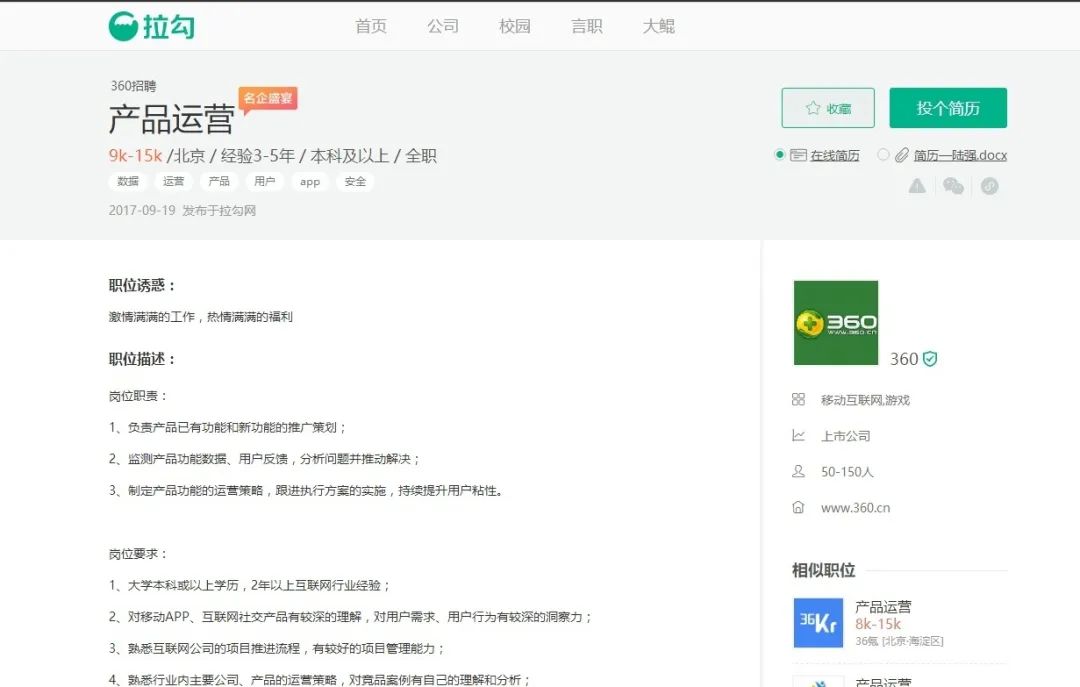 拉勾
首页 公司 校园 言职 大鲲
360招聘
产品运营 名企盛宴
收藏 投个简历
9k-15k /北京 / 经验3-5年 / 本科及以上 / 全职
在线简历 简历—陆强.docx
数据 运营 产品 用户 app 安全
2017-09-19 发布于拉勾网
职位诱惑：
激情满满的工作，热情满满的福利
职位描述：
岗位职责：
1、负责产品已有功能和新功能的推广策划；
2、监测产品功能数据、用户反馈，分析问题并推动解决；
3、制定产品功能的运营策略，跟进执行方案的实施，持续提升用户粘性。
岗位要求：
1、大学本科或以上学历，2年以上互联网行业经验；
2、对移动APP、互联网社交产品有较深的理解，对用户需求、用户行为有较深的洞察力；
3、熟悉互联网公司的项目推进流程，有较好的项目管理能力；
4、熟悉行业内主要公司、产品的运营策略，对竞品案例有自己的理解和分析；
360
www.360.cn
360
移动互联网,游戏
上市公司
50-150人
www.360.cn
相似职位
36Kr
产品运营
8k-15k
36氪 [北京·海淀区]
产品运营